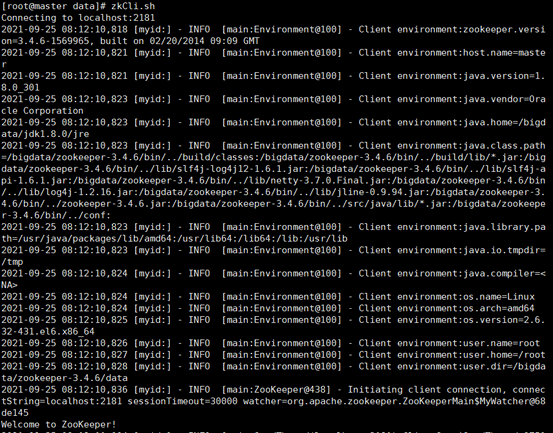 [root@master data]# zkCli.sh
Connecting to localhost:2181
2021-09-25 08:12:10,818 [myid:] - INFO  [main:Environment@100] - Client environment:zookeeper.versi
on=3.4.6-1569965, built on 02/20/2014 09:09 GMT
2021-09-25 08:12:10,821 [myid:] - INFO  [main:Environment@100] - Client environment:host.name=maste
r
2021-09-25 08:12:10,821 [myid:] - INFO  [main:Environment@100] - Client environment:java.version=1.
8.0_301
2021-09-25 08:12:10,823 [myid:] - INFO  [main:Environment@100] - Client environment:java.vendor=Ora
cle Corporation
2021-09-25 08:12:10,823 [myid:] - INFO  [main:Environment@100] - Client environment:java.home=/bigd
ata/jdk1.8.0/jre
2021-09-25 08:12:10,823 [myid:] - INFO  [main:Environment@100] - Client environment:java.class.path
=/bigdata/zookeeper-3.4.6/bin/../build/classes:/bigdata/zookeeper-3.4.6/bin/../build/lib/*.jar:/big
data/zookeeper-3.4.6/bin/../lib/slf4j-log4j12-1.6.1.jar:/bigdata/zookeeper-3.4.6/bin/../lib/slf4j-a
pi-1.6.1.jar:/bigdata/zookeeper-3.4.6/bin/../lib/netty-3.7.0.Final.jar:/bigdata/zookeeper-3.4.6/bin
/../lib/log4j-1.2.16.jar:/bigdata/zookeeper-3.4.6/bin/../lib/jline-0.9.94.jar:/bigdata/zookeeper-3.
4.6/bin/../zookeeper-3.4.6.jar:/bigdata/zookeeper-3.4.6/bin/../src/java/lib/*.jar:/bigdata/zookeepe
r-3.4.6/bin/../conf:
2021-09-25 08:12:10,823 [myid:] - INFO  [main:Environment@100] - Client environment:java.library.pa
th=/usr/java/packages/lib/amd64:/usr/lib64:/lib64:/lib:/usr/lib
2021-09-25 08:12:10,823 [myid:] - INFO  [main:Environment@100] - Client environment:java.io.tmpdir=
/tmp
2021-09-25 08:12:10,824 [myid:] - INFO  [main:Environment@100] - Client environment:java.compiler=<
NA>
2021-09-25 08:12:10,824 [myid:] - INFO  [main:Environment@100] - Client environment:os.name=Linux
2021-09-25 08:12:10,824 [myid:] - INFO  [main:Environment@100] - Client environment:os.arch=amd64
2021-09-25 08:12:10,825 [myid:] - INFO  [main:Environment@100] - Client environment:os.version=2.6.
32-431.el6.x86_64
2021-09-25 08:12:10,826 [myid:] - INFO  [main:Environment@100] - Client environment:user.name=root
2021-09-25 08:12:10,827 [myid:] - INFO  [main:Environment@100] - Client environment:user.home=/root
2021-09-25 08:12:10,828 [myid:] - INFO  [main:Environment@100] - Client environment:user.dir=/bigda
ta/zookeeper-3.4.6/data
2021-09-25 08:12:10,836 [myid:] - INFO  [main:ZooKeeper@438] - Initiating client connection, connec
tString=localhost:2181 sessionTimeout=30000 watcher=org.apache.zookeeper.ZooKeeperMain$MyWatcher@68
de145
Welcome to ZooKeeper!